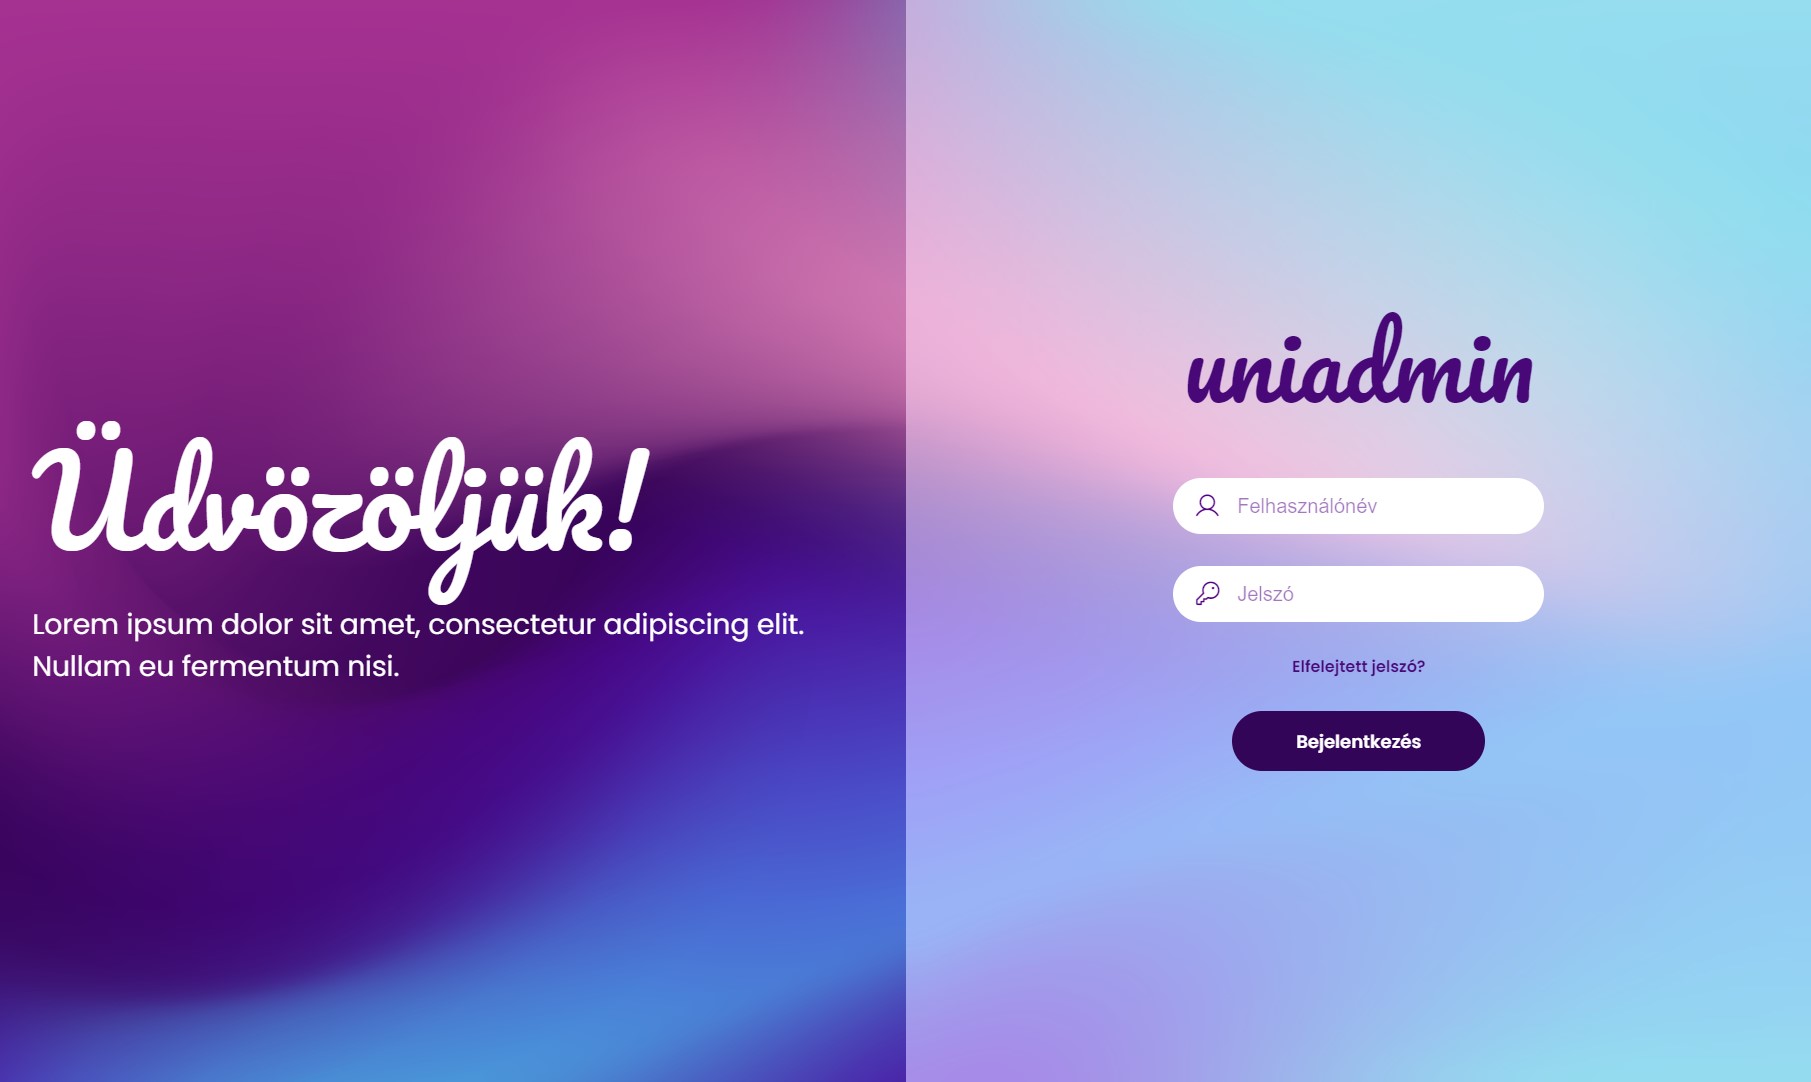 Üdvözöljük!
Lorem ipsum dolor sit amet, consectetur adipiscing elit.
Nullam eu fermentum nisi.
uniadmin
Felhasználónév
Jelszó
Elfelejtett jelszó?
Bejelentkezés